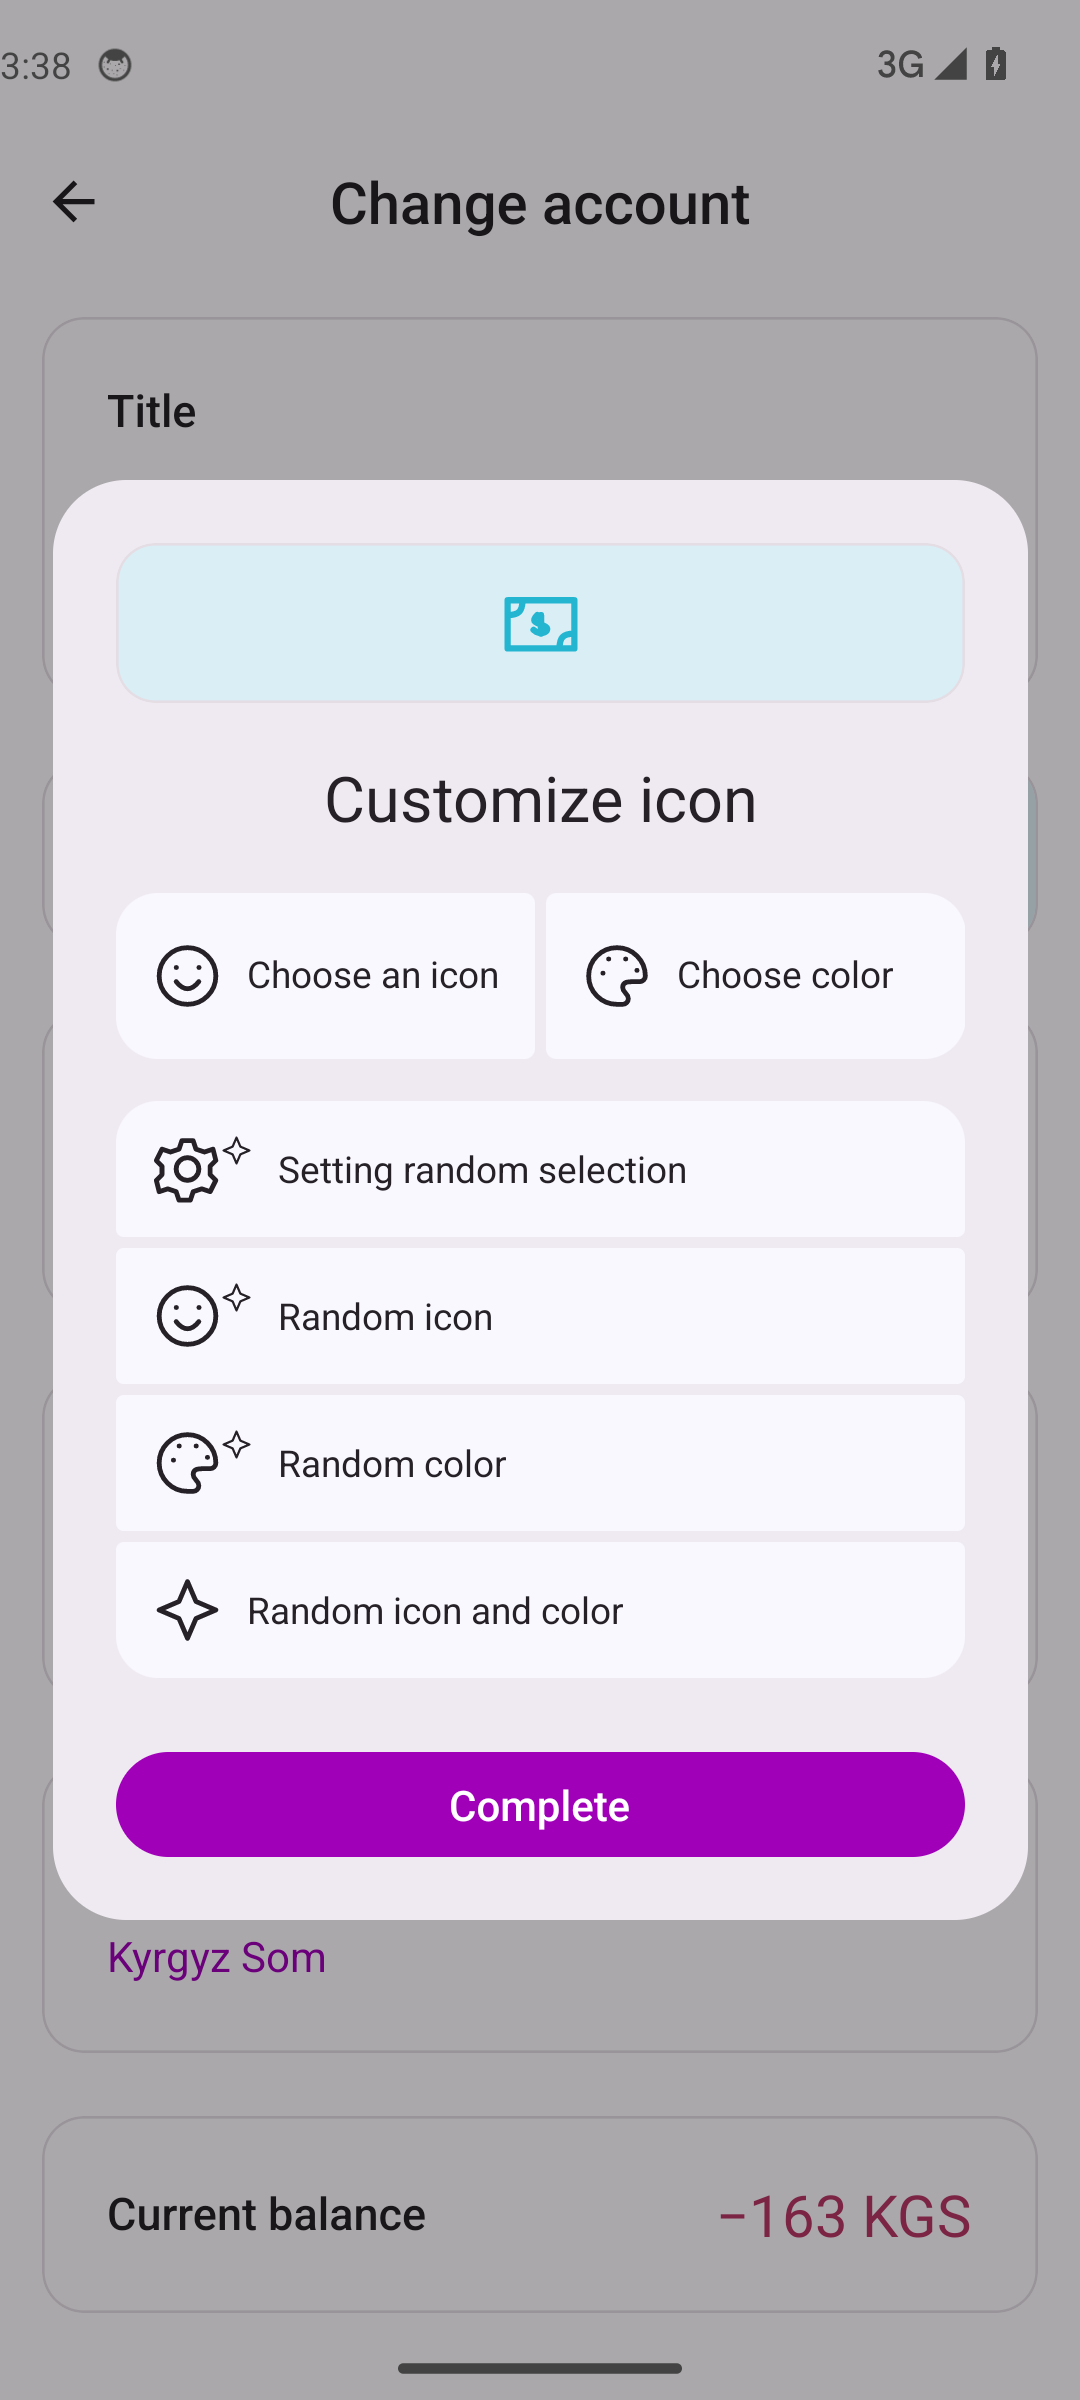 3:38
3G
Change account
Title
Customize icon
Choose an icon
Choose color
Setting random selection
Random icon
Random color
Random icon and color
Complete
Kyrgyz Som
Current balance
−163 KGS